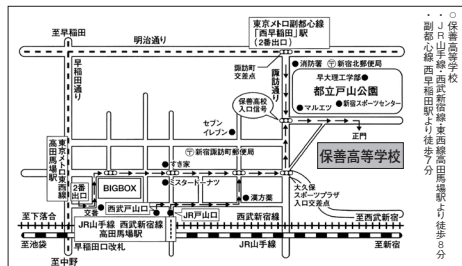 ○保善高等学校
・JR山手線・西武新宿線・東西線高田馬場駅より徒歩8分
・副都心線 西早稲田駅より徒歩7分
至早稲田
東京メトロ副都心線
「西早稲田」駅
(2番出口)
明治通り
早稲田通り
諏訪町
交差点
諏訪通り
●消防署
〒新宿北郵便局
早大理工学部●
都立戸山公園
●マルエツ
●新宿スポーツセンター
保善高校
入口信号
正門
保善高等学校
セブン
イレブン●
〒新宿諏訪町郵便局
東京メトロ東西線
高田馬場駅
●すき家
●ミスタードーナツ
●漢方薬
2番
出口
BIGBOX
交番
西武戸山口
JR戸山口
大久保
スポーツプラザ
入口交差点
至下落合
西武新宿線
至西武新宿
JR山手線 西武新宿線
高田馬場駅
至池袋
早稲田口改札
JR山手線
至新宿
至中野